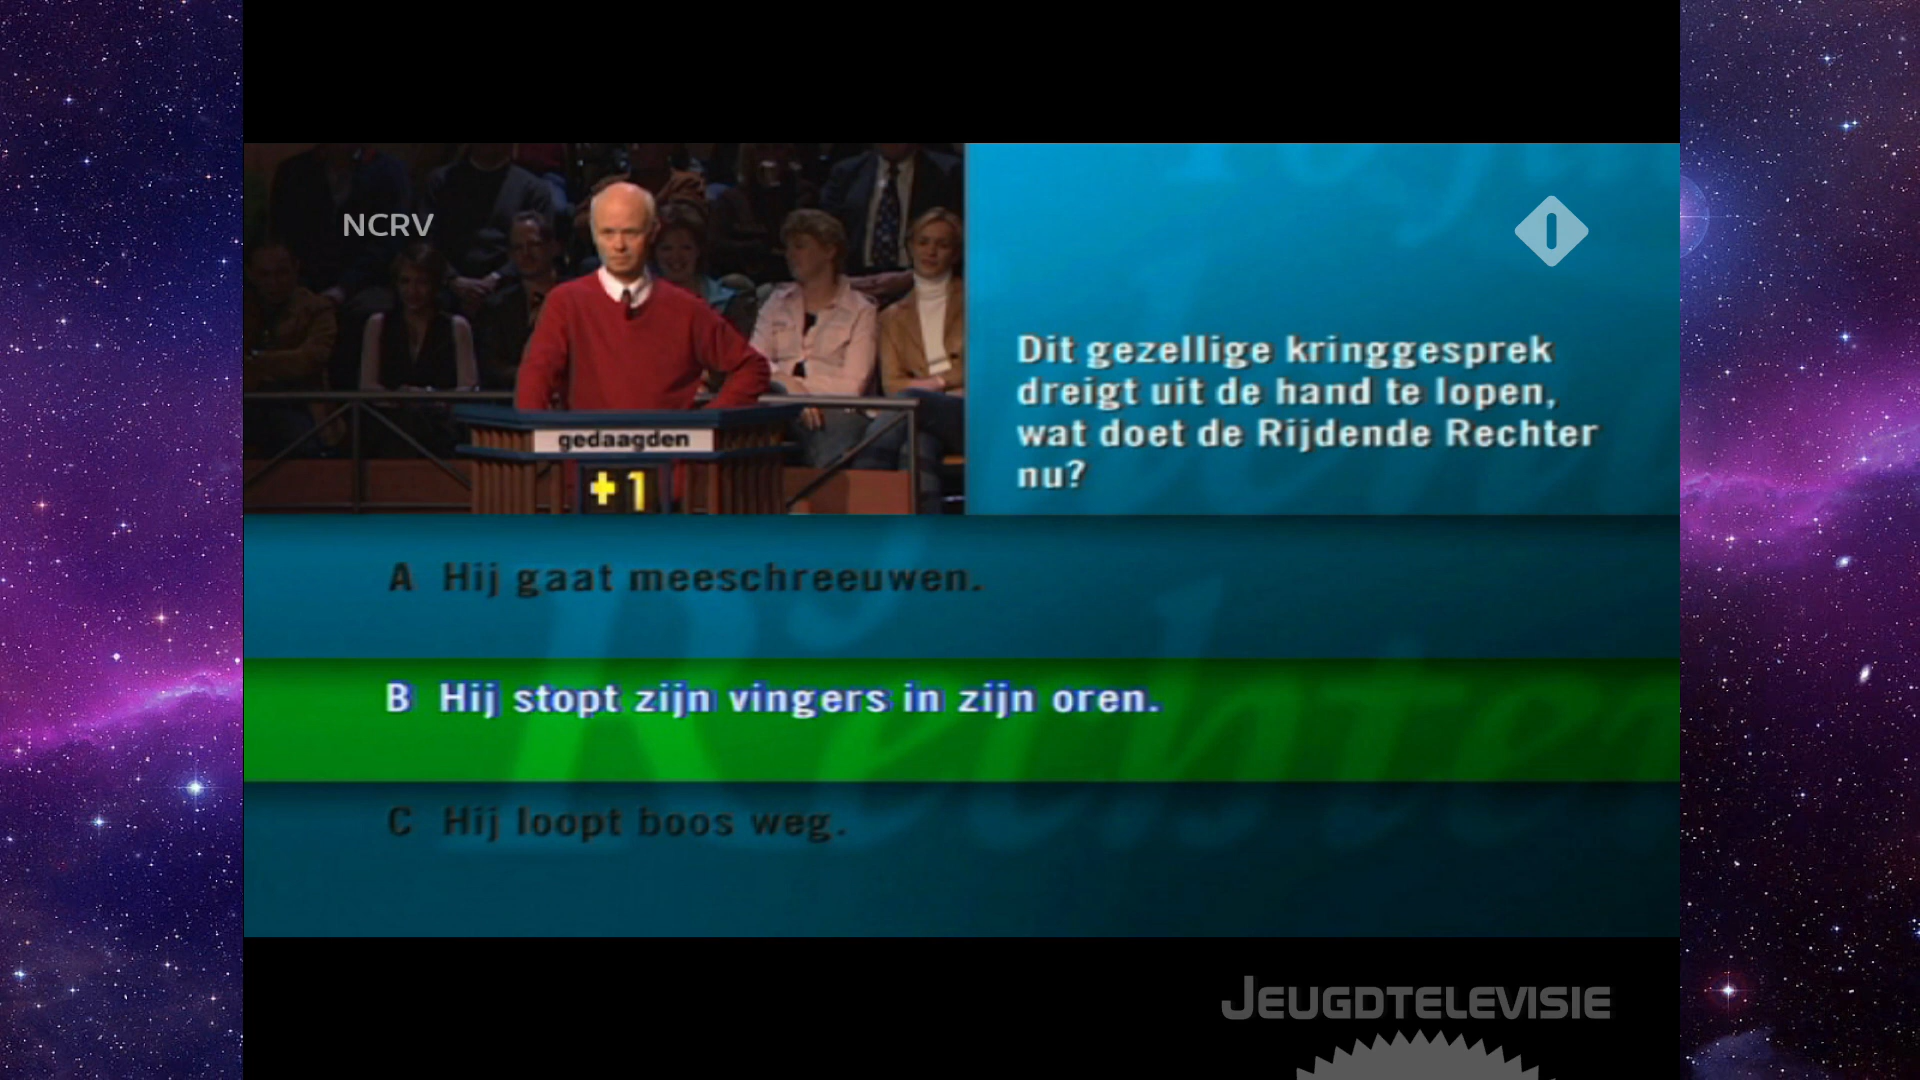 NCRV
gedaagden
+1
Dit gezellige kringgesprek
dreigt uit de hand te lopen,
wat doet de Rijdende Rechter
nu?
A Hij gaat meeschreeuwen.
B Hij stopt zijn vingers in zijn oren.
C Hij loopt boos weg.
JEUGDTELEVISIE